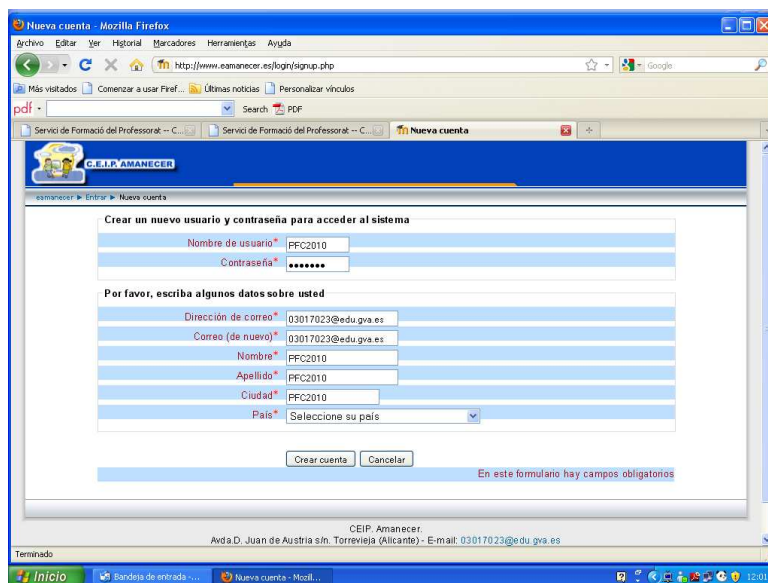 Nueva cuenta - Mozilla Firefox
Archivo Editar Ver Historial Marcadores Herramientas Ayuda
http://www.eamanecer.es/login/signup.php
Google
Más visitados Comenzar a usar Firef... Últimas noticias Personalizar vínculos
pdf Search PDF
Servici de Formació del Professorat -- C... Servici de Formació del Professorat -- C... Nueva cuenta
C.E.I.P. AMANECER
eamanecer ► Entrar ► Nueva cuenta
Crear un nuevo usuario y contraseña para acceder al sistema
Nombre de usuario* PFC2010
Contraseña* •••••••
Por favor, escriba algunos datos sobre usted
Dirección de correo* 03017023@edu.gva.es
Correo (de nuevo)* 03017023@edu.gva.es
Nombre* PFC2010
Apellido* PFC2010
Ciudad* PFC2010
País* Seleccione su país
Crear cuenta Cancelar
En este formulario hay campos obligatorios
CEIP. Amanecer.
Avda.D. Juan de Austria s/n. Torrevieja (Alicante) - E-mail: 03017023@edu.gva.es
Terminado
Inicio Bandeja de entrada -... Nueva cuenta - Mozill... 12:01